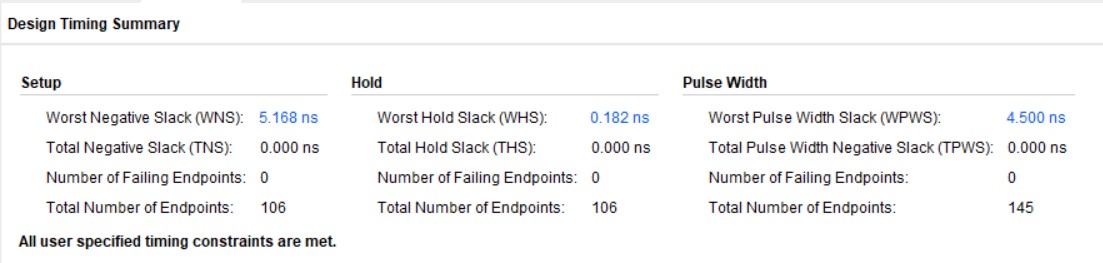 Design Timing Summary
Setup Hold Pulse Width
Worst Negative Slack (WNS): 5.168 ns Worst Hold Slack (WHS): 0.182 ns Worst Pulse Width Slack (WPWS): 4.500 ns
Total Negative Slack (TNS): 0.000 ns Total Hold Slack (THS): 0.000 ns Total Pulse Width Negative Slack (TPWS): 0.000 ns
Number of Failing Endpoints: 0 Number of Failing Endpoints: 0 Number of Failing Endpoints: 0
Total Number of Endpoints: 106 Total Number of Endpoints: 106 Total Number of Endpoints: 145
All user specified timing constraints are met.